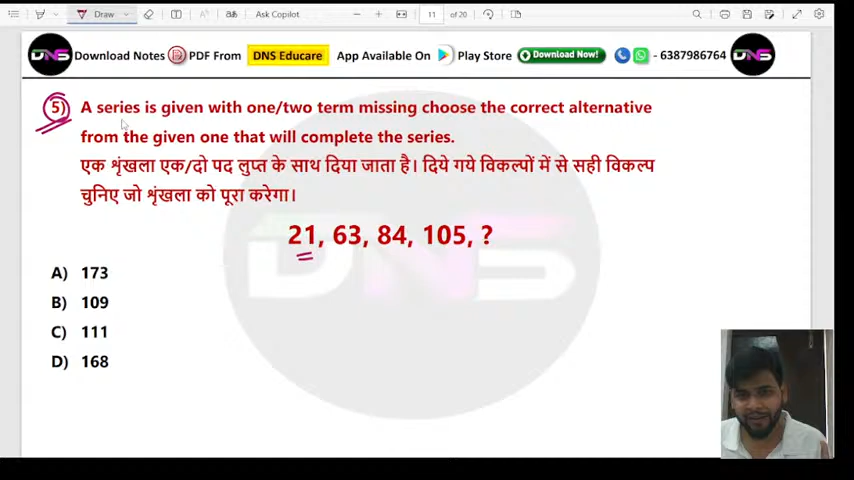 Draw
Ask Copilot
11 of 20
DNS Download Notes PDF From DNS Educare App Available On Play Store Download Now! - 6387986764 DNS
5) A series is given with one/two term missing choose the correct alternative
from the given one that will complete the series.
एक शृंखला एक/दो पद लुप्त के साथ दिया जाता है। दिये गये विकल्पों में से सही विकल्प
चुनिए जो शृंखला को पूरा करेगा।
21, 63, 84, 105, ?
A) 173
B) 109
C) 111
D) 168
DNS